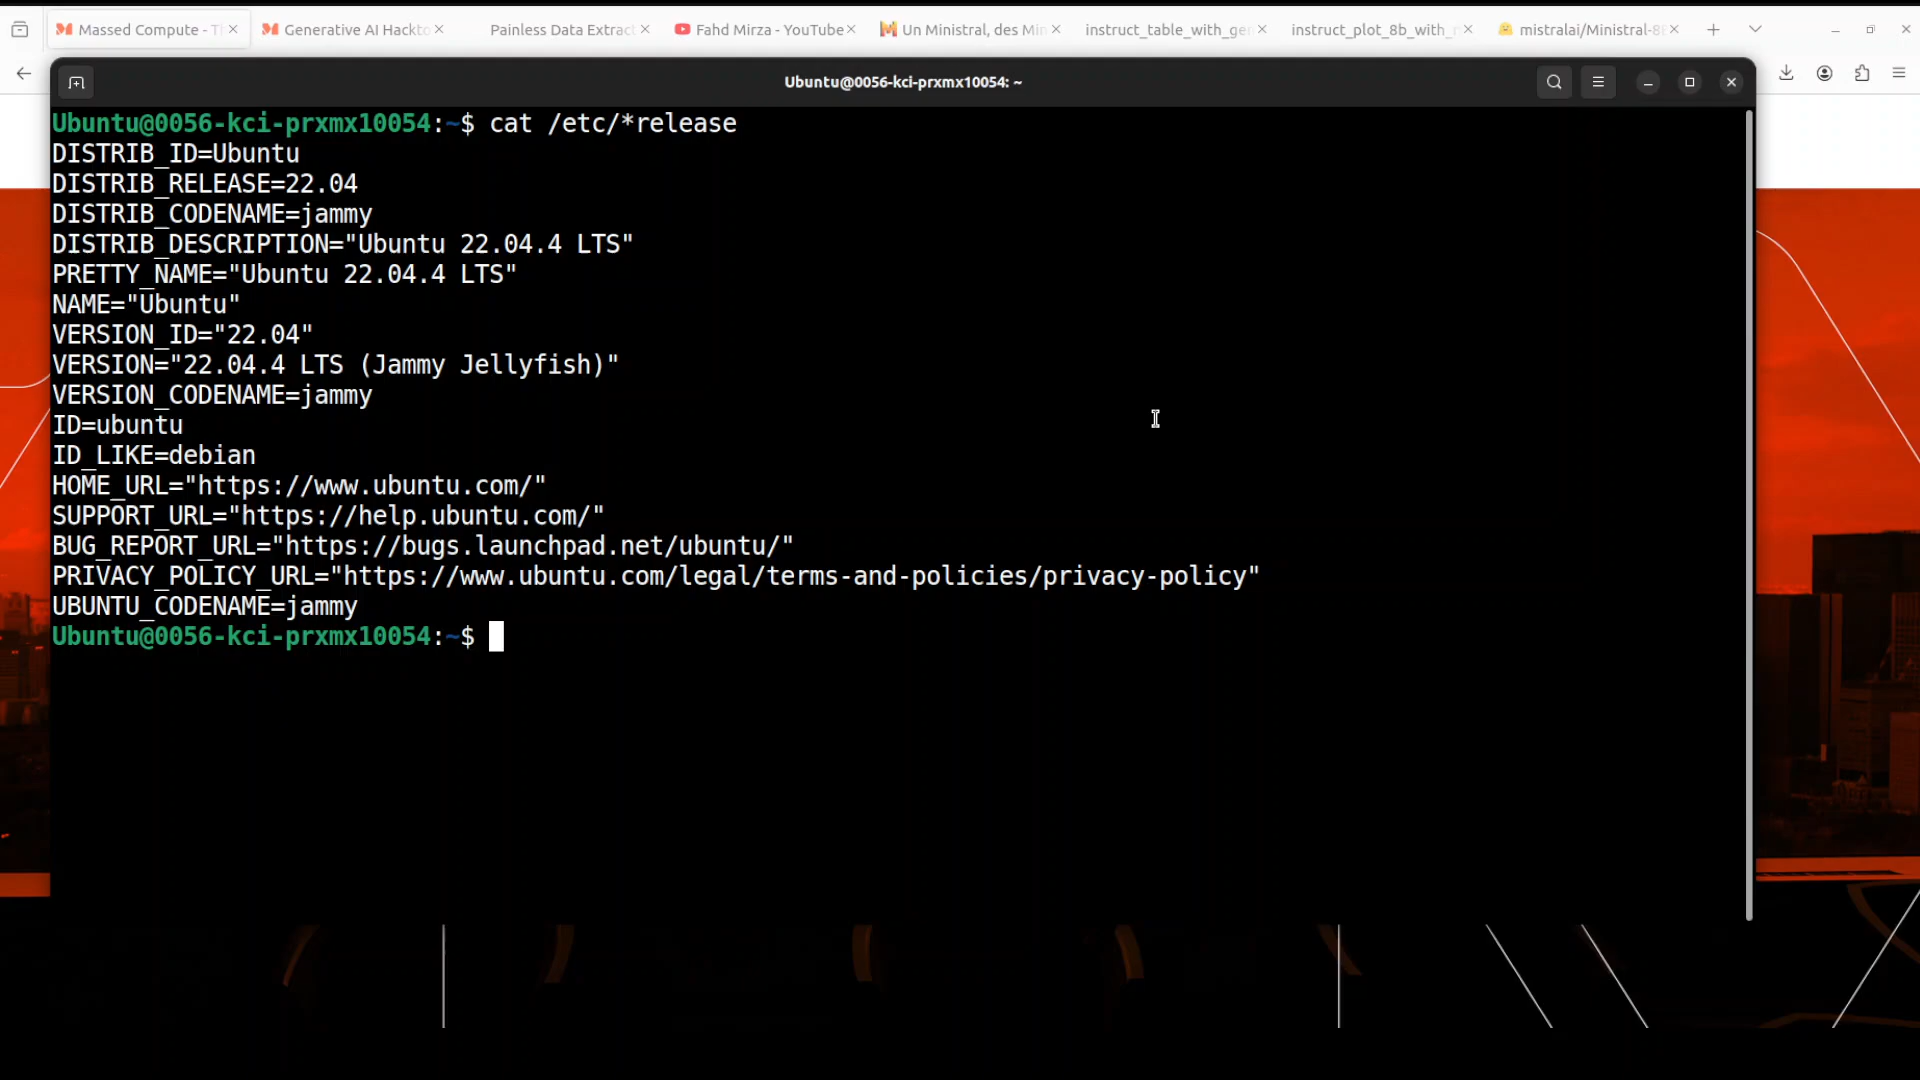 Massed Compute - T
Generative AI Hackto
Painless Data Extract
Fahd Mirza - YouTube
Un Ministral, des Min
instruct_table_with_ge
instruct_plot_8b_with_
mistralai/Ministral-8
Ubuntu@0056-kci-prxmx10054: ~
Ubuntu@0056-kci-prxmx10054:~$ cat /etc/*release
DISTRIB_ID=Ubuntu
DISTRIB_RELEASE=22.04
DISTRIB_CODENAME=jammy
DISTRIB_DESCRIPTION="Ubuntu 22.04.4 LTS"
PRETTY_NAME="Ubuntu 22.04.4 LTS"
NAME="Ubuntu"
VERSION_ID="22.04"
VERSION="22.04.4 LTS (Jammy Jellyfish)"
VERSION_CODENAME=jammy
ID=ubuntu
ID_LIKE=debian
HOME_URL="https://www.ubuntu.com/"
SUPPORT_URL="https://help.ubuntu.com/"
BUG_REPORT_URL="https://bugs.launchpad.net/ubuntu/"
PRIVACY_POLICY_URL="https://www.ubuntu.com/legal/terms-and-policies/privacy-policy"
UBUNTU_CODENAME=jammy
Ubuntu@0056-kci-prxmx10054:~$